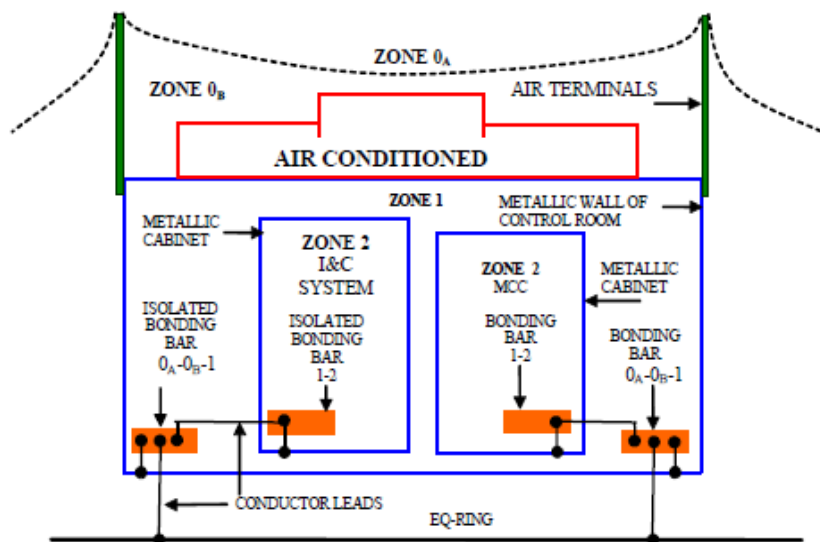 ZONE 0A
ZONE 0B
AIR TERMINALS
AIR CONDITIONED
ZONE 1
METALLIC WALL OF
CONTROL ROOM
METALLIC
CABINET
ZONE 2
I&C
SYSTEM
ZONE 2
MCC
METALLIC
CABINET
ISOLATED
BONDING
BAR
0A-0B-1
ISOLATED
BONDING
BAR
1-2
BONDING
BAR
1-2
BONDING
BAR
0A-0B-1
CONDUCTOR LEADS
EQ-RING